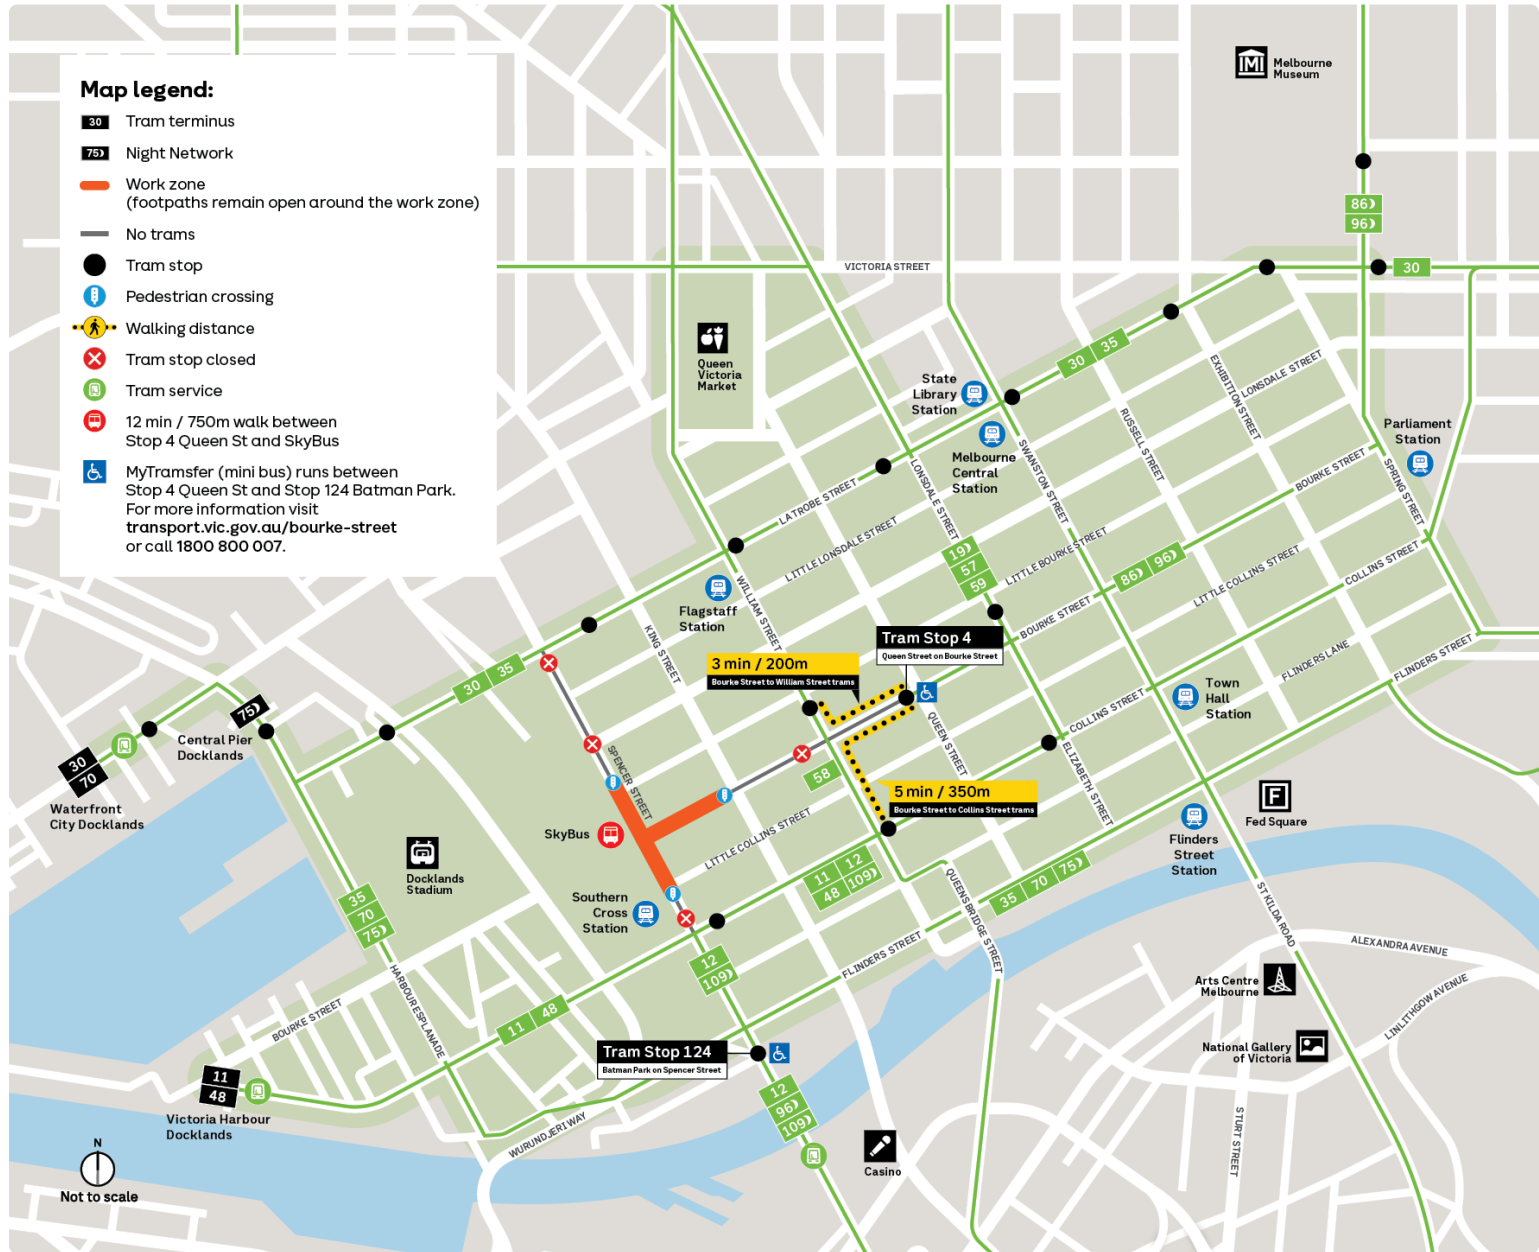 Map legend:
30 Tram terminus
75 Night Network
Work zone
(footpaths remain open around the work zone)
No trams
Tram stop
Pedestrian crossing
Walking distance
Tram stop closed
Tram service
12 min / 750m walk between
Stop 4 Queen St and SkyBus
MyTramsfer (mini bus) runs between
Stop 4 Queen St and Stop 124 Batman Park.
For more information visit
transport.vic.gov.au/bourke-street
or call 1800 800 007.
Melbourne
Museum
86
96
VICTORIA STREET
30
Queen
Victoria
Market
30 35
EXHIBITION STREET
LONSDALE STREET
State
Library
Station
RUSSELL STREET
Parliament
Station
Melbourne
Central
Station
SWANSTON STREET
LONSDALE STREET
BOURKE STREET
SPRING STREET
LA TROBE STREET
LITTLE LONSDALE STREET
19
57
59
LITTLE BOURKE STREET
86 96
LITTLE COLLINS STREET
COLLINS STREET
Flagstaff
Station
WILLIAM STREET
KING STREET
BOURKE STREET
Tram Stop 4
Queen Street on Bourke Street
3 min / 200m
Bourke Street to William Street trams
30 35
FLINDERS LANE
FLINDERS STREET
Town
Hall
Station
COLLINS STREET
QUEEN STREET
ELIZABETH STREET
75
Central Pier
Docklands
30
70
Waterfront
City Docklands
SPENCER STREET
58
5 min / 350m
Bourke Street to Collins Street trams
Fed Square
SkyBus
LITTLE COLLINS STREET
Flinders
Street
Station
Docklands
Stadium
11 12
48 109
35 70 75
QUEENSBRIDGE STREET
ST KILDA ROAD
35
70
75
Southern
Cross
Station
FLINDERS STREET
ALEXANDRA AVENUE
12
109
HARBOUR ESPLANADE
Arts Centre
Melbourne
LINLITHGOW AVENUE
BOURKE STREET
11 48
National Gallery
of Victoria
Tram Stop 124
Batman Park on Spencer Street
11
48
Victoria Harbour
Docklands
12
96
109
WURUNDJERI WAY
STURT STREET
Casino
N
Not to scale